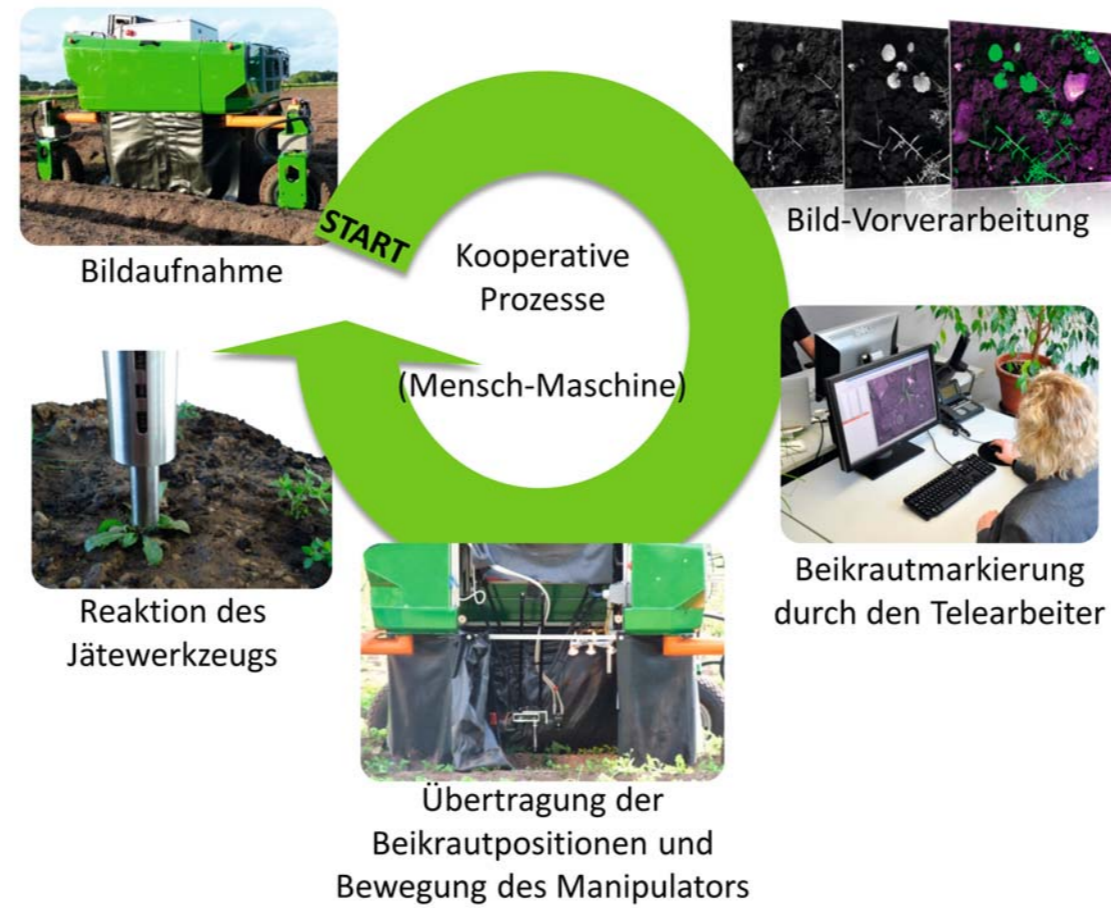 START
Kooperative
Prozesse
(Mensch-Maschine)
Bildaufnahme
Bild-Vorverarbeitung
Beikrautmarkierung
durch den Telearbeiter
Übertragung der
Beikrautpositionen und
Bewegung des Manipulators
Reaktion des
Jätewerkzeugs